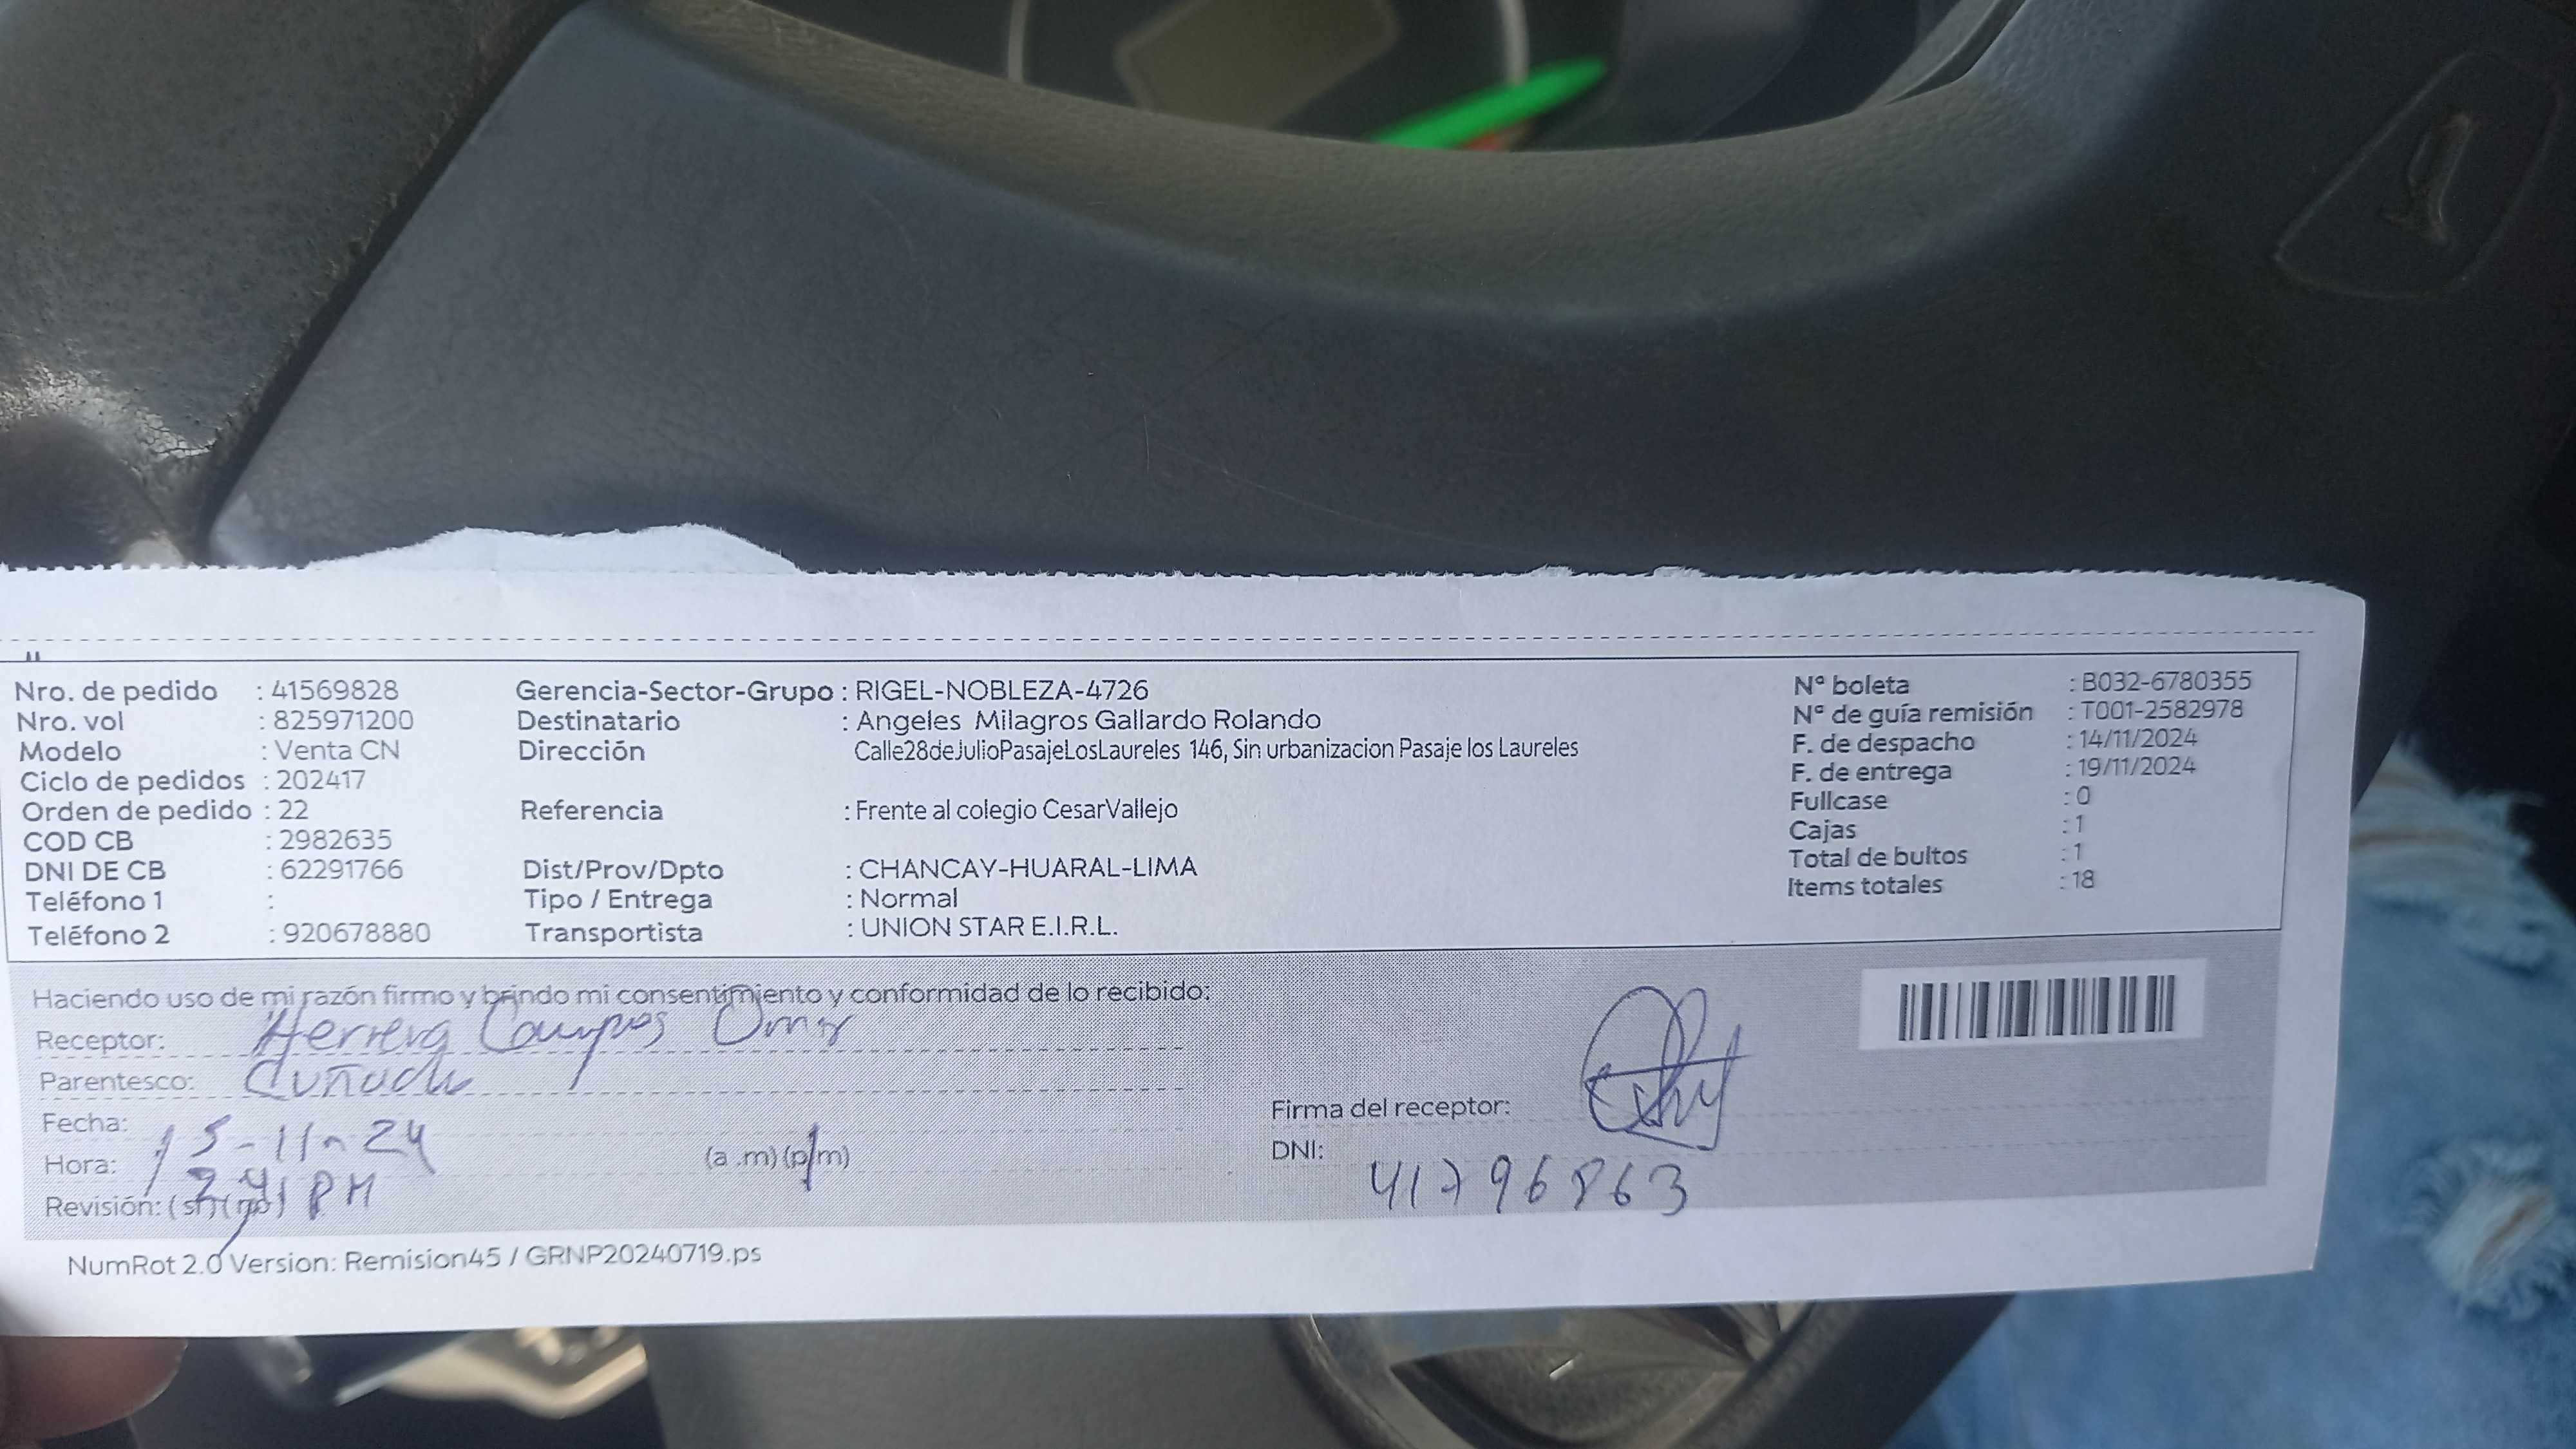 Nro. de pedido : 41569828
Nro. vol : 825971200
Modelo : Venta CN
Ciclo de pedidos : 202417
Orden de pedido : 22
COD CB : 2982635
DNI DE CB : 62291766
Teléfono 1 :
Teléfono 2 : 920678880
Gerencia-Sector-Grupo : RIGEL-NOBLEZA-4726
Destinatario : Angeles Milagros Gallardo Rolando
Dirección Calle28deJulioPasajeLosLaureles 146, Sin urbanizacion Pasaje los Laureles
Referencia : Frente al colegio CesarVallejo
Dist/Prov/Dpto : CHANCAY-HUARAL-LIMA
Tipo / Entrega : Normal
Transportista : UNION STAR E.I.R.L.
N° boleta : B032-6780355
N° de guía remisión : T001-2582978
F. de despacho : 14/11/2024
F. de entrega : 19/11/2024
Fullcase : 0
Cajas : 1
Total de bultos : 1
Items totales : 18
Haciendo uso de mi razón firmo y brindo mi consentimiento y conformidad de lo recibido:
Receptor: Herrera Campos Omar
Parentesco: Cuñado
Fecha: 15-11-24
Hora: PM (a .m) (p/m)
Revisión: (si) (no)
Firma del receptor:
DNI: 41796863
NumRot 2.0 Version: Remision45 / GRNP20240719.ps